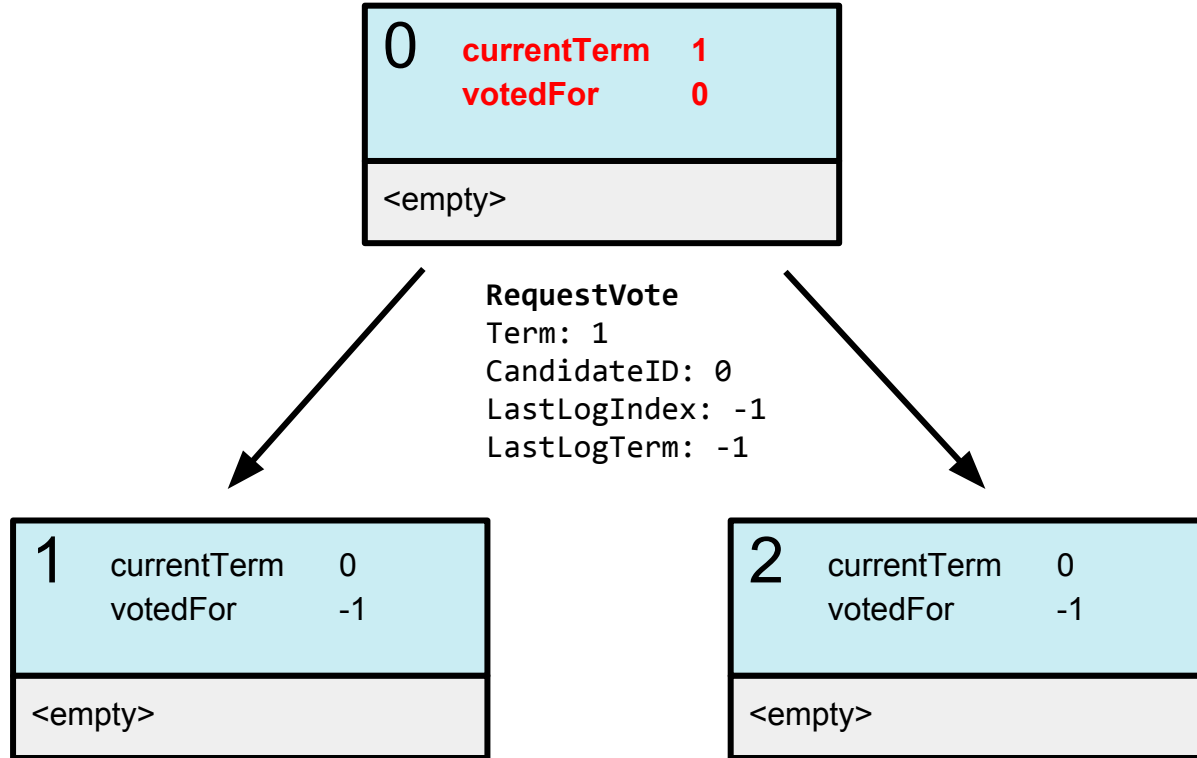 0 currentTerm 1
votedFor 0
<empty>
RequestVote
Term: 1
CandidateID: 0
LastLogIndex: -1
LastLogTerm: -1
1 currentTerm 0
votedFor -1
<empty>
2 currentTerm 0
votedFor -1
<empty>